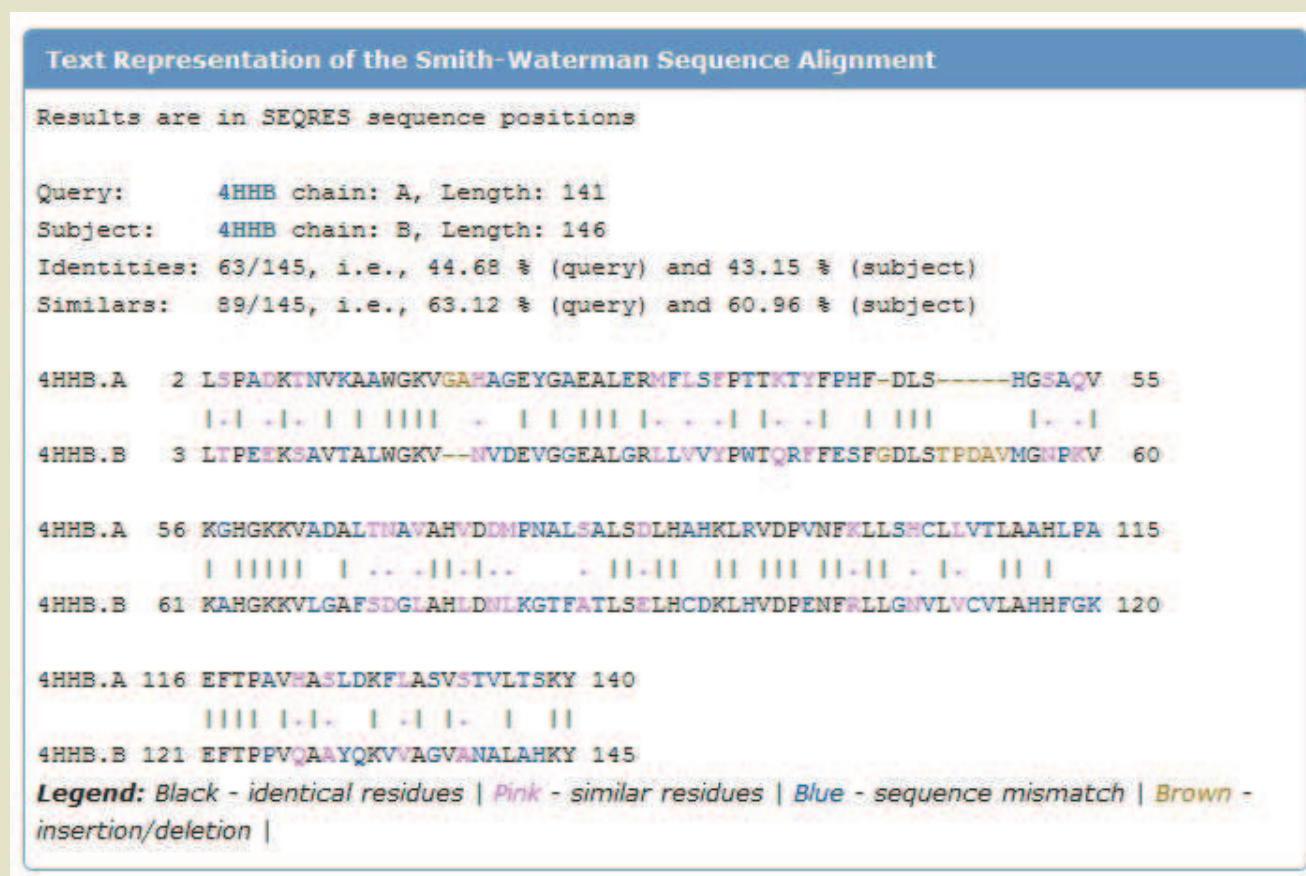 Text Representation of the Smith-Waterman Sequence Alignment
Results are in SEQRES sequence positions
Query: 4HHB chain: A, Length: 141
Subject: 4HHB chain: B, Length: 146
Identities: 63/145, i.e., 44.68 % (query) and 43.15 % (subject)
Similars: 89/145, i.e., 63.12 % (query) and 60.96 % (subject)
4HHB.A 2 LSPADKTNVKAAWGKVGAHAGEYGAEALERMFLSFPTTKTYFPHF-DLS-----HGSAQV 55
|.| .|. | | |||| . | | ||| |. . .| |. .| | ||| |. .|
4HHB.B 3 LTPEEKSAVTALWGKV--NVDEVGGEALGRLLVVYPWTQRFFESFGDLSTPDAVMGNPKV 60
4HHB.A 56 KGHGKKVADALTNAVAHVDDMPNALSALSDLHAHKLRVDPVNFKLLSHCLLVTLAAHLPA 115
| ||||| | .. .||.|.. . ||.|| || ||| ||.|| . |. || |
4HHB.B 61 KAHGKKVLGAFSDGLAHLDNLKGTFATLSELHCDKLHVDPENFRLLGNVLVCVLAHHFGK 120
4HHB.A 116 EFTPAVHASLDKFLASVSTVLTSKY 140
|||| |.|. | .| |. | ||
4HHB.B 121 EFTPPVQAAYQKVVAGVANALAHKY 145
Legend: Black - identical residues | Pink - similar residues | Blue - sequence mismatch | Brown -
insertion/deletion |